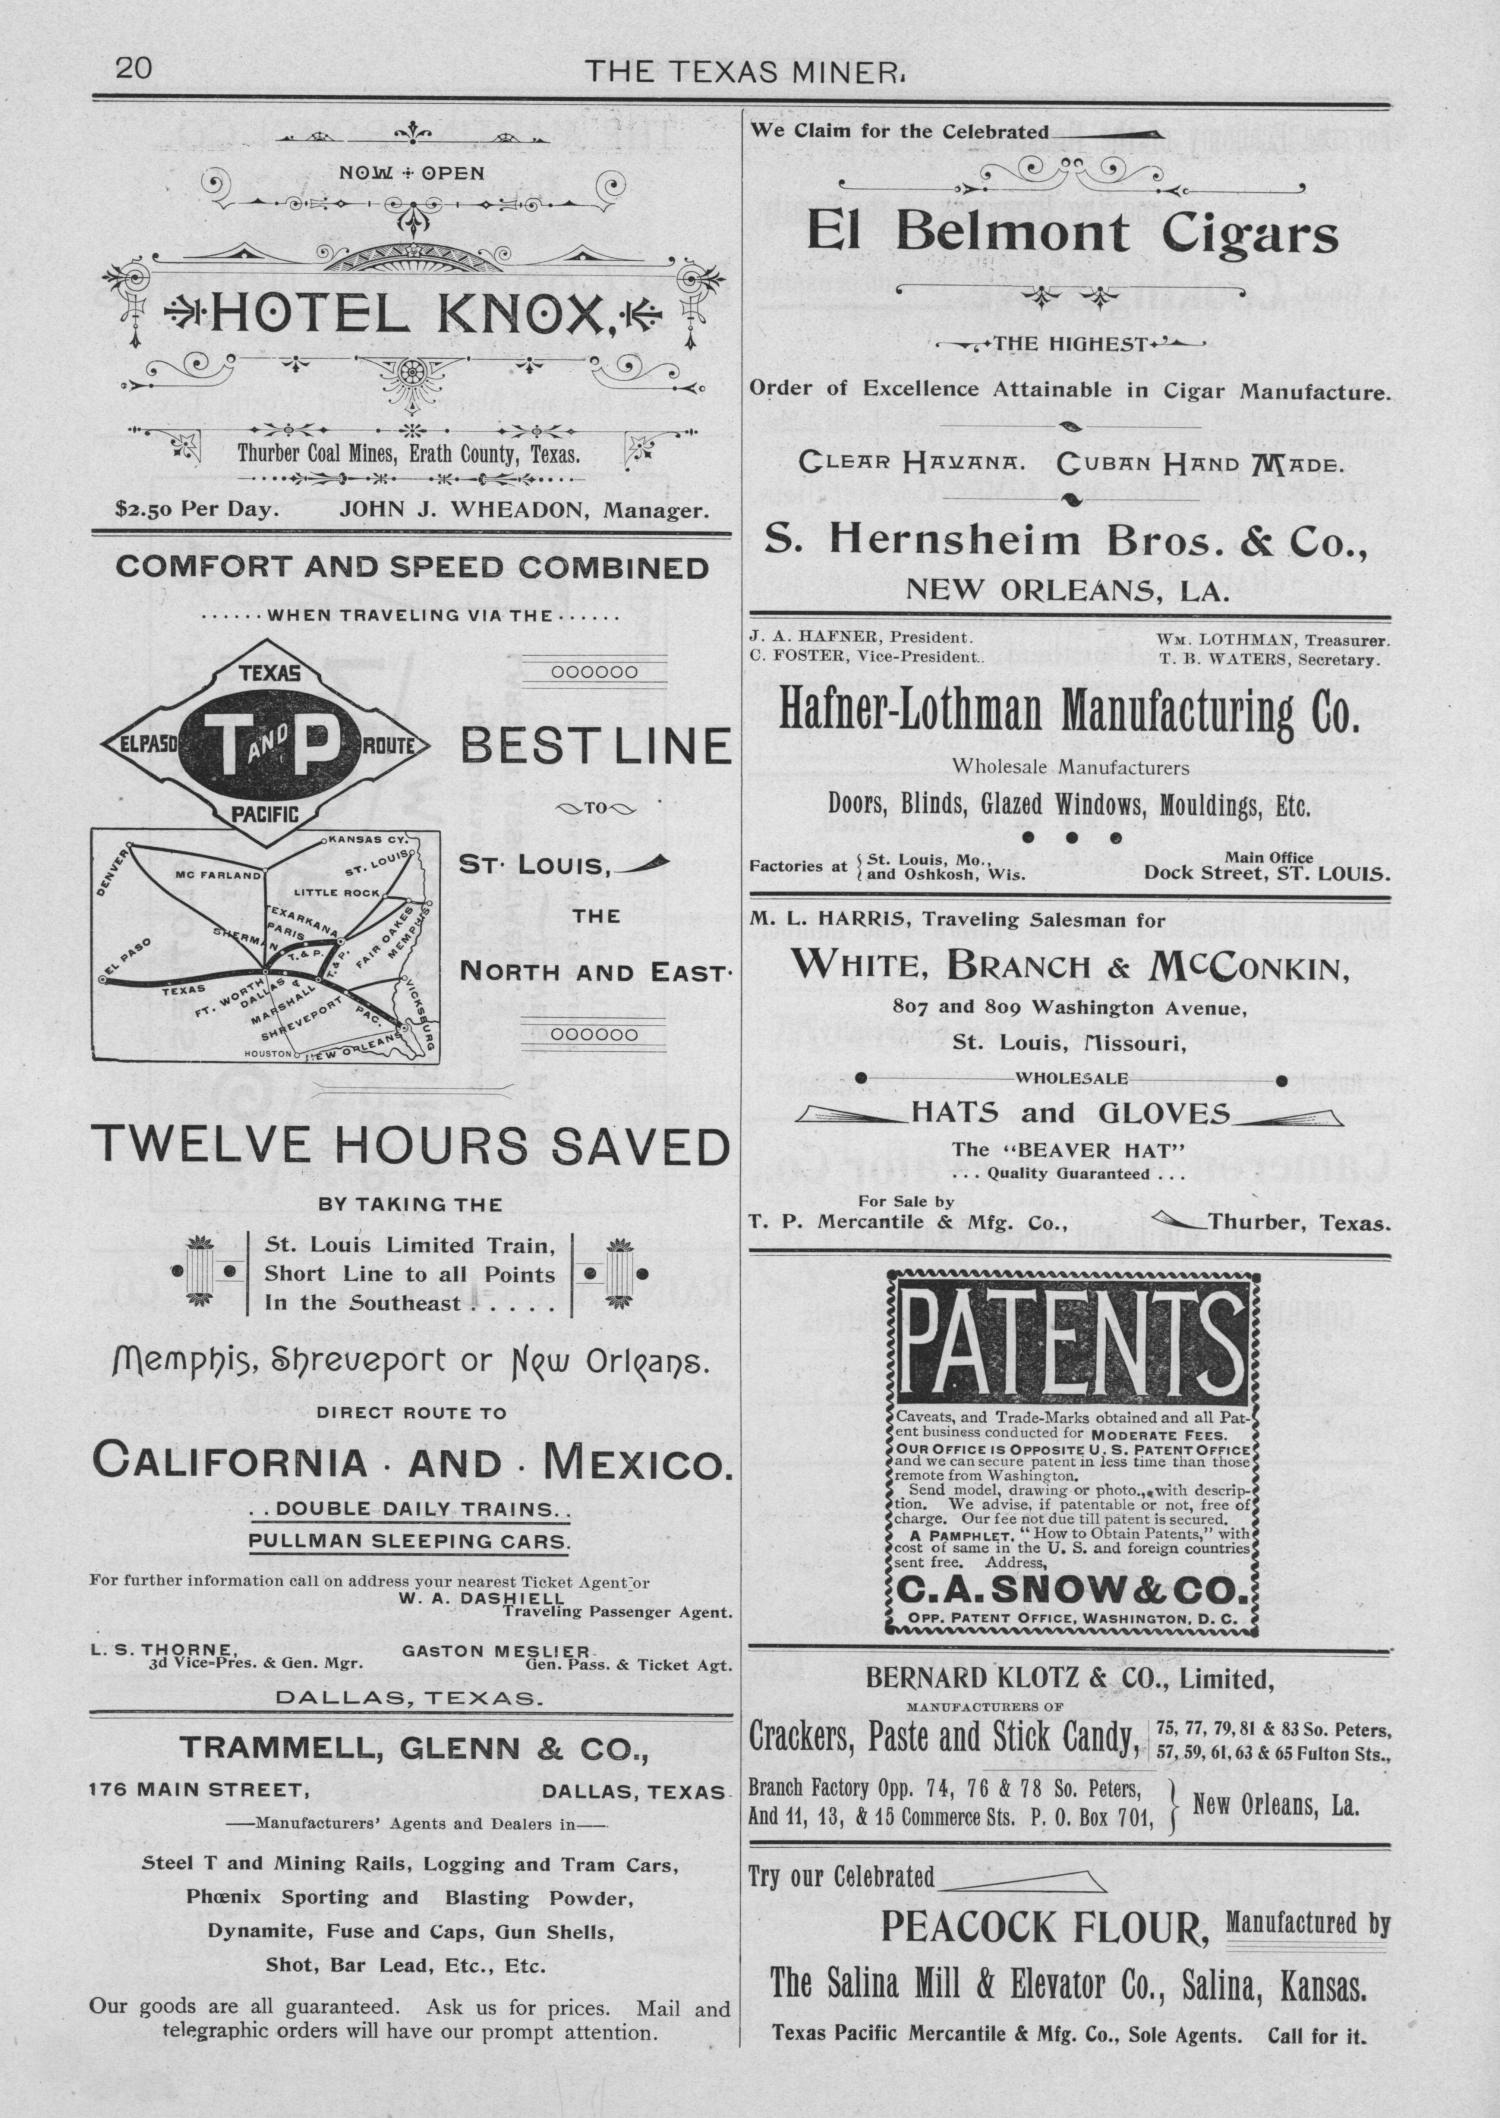 20
THE TEXAS MINER.
NOW OPEN
HOTEL KNOX,
Thurber Coal Mines, Erath County, Texas.
$2.50 Per Day. JOHN J. WHEADON, Manager.
COMFORT AND SPEED COMBINED
......WHEN TRAVELING VIA THE......
TEXAS
ELPASO T AND P ROUTE
PACIFIC
OOOOOO
BEST LINE
TO
ST. LOUIS,
THE
NORTH AND EAST.
OOOOOO
KANSAS CY.
DENVER
MC FARLAND
ST. LOUIS
LITTLE ROCK
TEXARKANA
PARIS
SHERMAN
T. & P.
T. & P.
FAIR OAKES
MEMPHIS
EL PASO
TEXAS
FT. WORTH
DALLAS
&
MARSHALL
SHREVEPORT
PAC.
VICKSBURG
HOUSTON
NEW ORLEANS
TWELVE HOURS SAVED
BY TAKING THE
St. Louis Limited Train,
Short Line to all Points
In the Southeast . . . . .
Memphis, Shreveport or New Orleans.
DIRECT ROUTE TO
CALIFORNIA · AND · MEXICO.
. . DOUBLE DAILY TRAINS. .
PULLMAN SLEEPING CARS.
For further information call on address your nearest Ticket Agent or
W. A. DASHIELL
Traveling Passenger Agent.
L. S. THORNE, GASTON MESLIER
3d Vice-Pres. & Gen. Mgr. Gen. Pass. & Ticket Agt.
DALLAS, TEXAS.
TRAMMELL, GLENN & CO.,
176 MAIN STREET, DALLAS, TEXAS.
—Manufacturers' Agents and Dealers in—
Steel T and Mining Rails, Logging and Tram Cars,
Phœnix Sporting and Blasting Powder,
Dynamite, Fuse and Caps, Gun Shells,
Shot, Bar Lead, Etc., Etc.
Our goods are all guaranteed. Ask us for prices. Mail and
telegraphic orders will have our prompt attention.
We Claim for the Celebrated
El Belmont Cigars
THE HIGHEST
Order of Excellence Attainable in Cigar Manufacture.
CLEAR HAVANA. CUBAN HAND MADE.
S. Hernsheim Bros. & Co.,
NEW ORLEANS, LA.
J. A. HAFNER, President. WM. LOTHMAN, Treasurer.
C. FOSTER, Vice-President.. T. B. WATERS, Secretary.
Hafner-Lothman Manufacturing Co.
Wholesale Manufacturers
Doors, Blinds, Glazed Windows, Mouldings, Etc.
Factories at { St. Louis, Mo., and Oshkosh, Wis.
Main Office
Dock Street, ST. LOUIS.
M. L. HARRIS, Traveling Salesman for
WHITE, BRANCH & McCONKIN,
807 and 809 Washington Avenue,
St. Louis, Missouri,
WHOLESALE
HATS and GLOVES
The "BEAVER HAT"
. . . Quality Guaranteed . . .
For Sale by
T. P. Mercantile & Mfg. Co., Thurber, Texas.
PATENTS
Caveats, and Trade-Marks obtained and all Pat-
ent business conducted for MODERATE FEES.
OUR OFFICE IS OPPOSITE U. S. PATENT OFFICE
and we can secure patent in less time than those
remote from Washington.
Send model, drawing or photo., with descrip-
tion. We advise, if patentable or not, free of
charge. Our fee not due till patent is secured.
A PAMPHLET, "How to Obtain Patents," with
cost of same in the U. S. and foreign countries
sent free. Address,
C.A.SNOW & CO.
OPP. PATENT OFFICE, WASHINGTON, D. C.
BERNARD KLOTZ & CO., Limited,
MANUFACTURERS OF
Crackers, Paste and Stick Candy,
75, 77, 79, 81 & 83 So. Peters,
57, 59, 61, 63 & 65 Fulton Sts.,
Branch Factory Opp. 74, 76 & 78 So. Peters,
And 11, 13, & 15 Commerce Sts. P. O. Box 701, } New Orleans, La.
Try our Celebrated
PEACOCK FLOUR, Manufactured by
The Salina Mill & Elevator Co., Salina, Kansas.
Texas Pacific Mercantile & Mfg. Co., Sole Agents. Call for it.